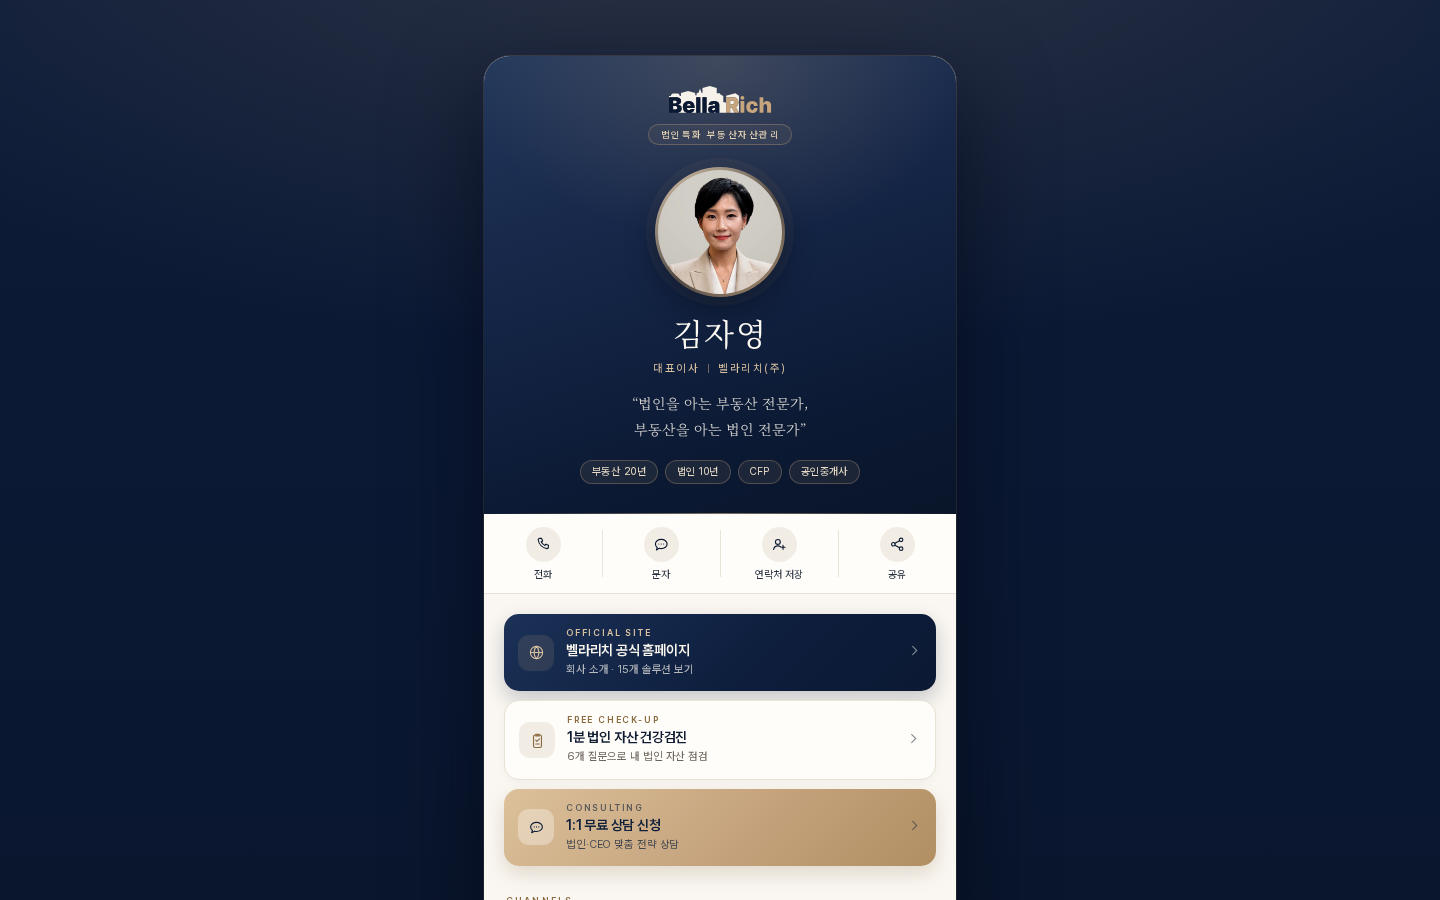 Bella Rich
법인특화 부동산자산관리
김자영
대표이사 | 벨라리치(주)
“법인을 아는 부동산 전문가,
부동산을 아는 법인 전문가”
부동산 20년 법인 10년 CFP 공인중개사
전화 문자 연락처 저장 공유
OFFICIAL SITE
벨라리치 공식 홈페이지
회사 소개 · 15개 솔루션 보기
FREE CHECK-UP
1분 법인 자산 건강검진
6개 질문으로 내 법인 자산 점검
CONSULTING
1:1 무료 상담 신청
법인·CEO 맞춤 전략 상담
CHANNELS